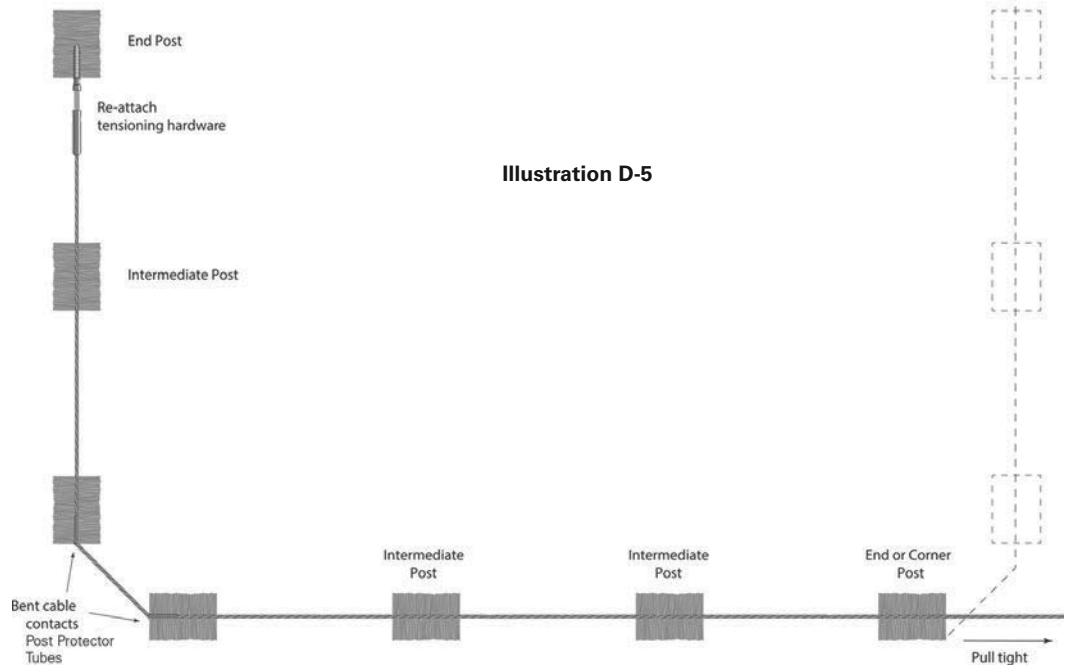 End Post
Re-attach
tensioning hardware
Illustration D-5
Intermediate Post
Intermediate
Post
Intermediate
Post
End or Corner
Post
Bent cable
contacts
Post Protector
Tubes
Pull tight